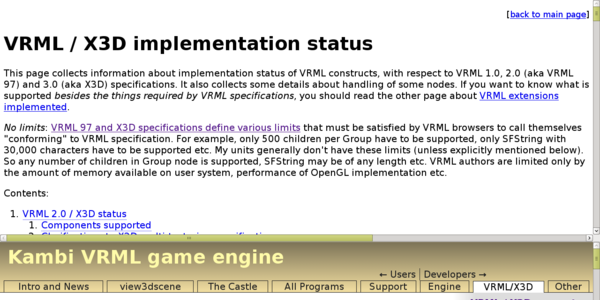 [back to main page]
VRML / X3D implementation status
This page collects information about implementation status of VRML constructs, with respect to VRML 1.0, 2.0 (aka VRML
97) and 3.0 (aka X3D) specifications. It also collects some details about handling of some nodes. If you want to know what is
supported besides the things required by VRML specifications, you should read the other page about VRML extensions
implemented.
No limits: VRML 97 and X3D specifications define various limits that must be satisfied by VRML browsers to call themselves
"conforming" to VRML specification. For example, only 500 children per Group have to be supported, only SFString with
30,000 characters have to be supported etc. My units generally don't have these limits (unless explicitly mentioned below).
So any number of children in Group node is supported, SFString may be of any length etc. VRML authors are limited only by
the amount of memory available on user system, performance of OpenGL implementation etc.
Contents:
1. VRML 2.0 / X3D status
1. Components supported
Kambi VRML game engine
← Users Developers →
Intro and News view3dscene The Castle All Programs Support Engine VRML/X3D Other